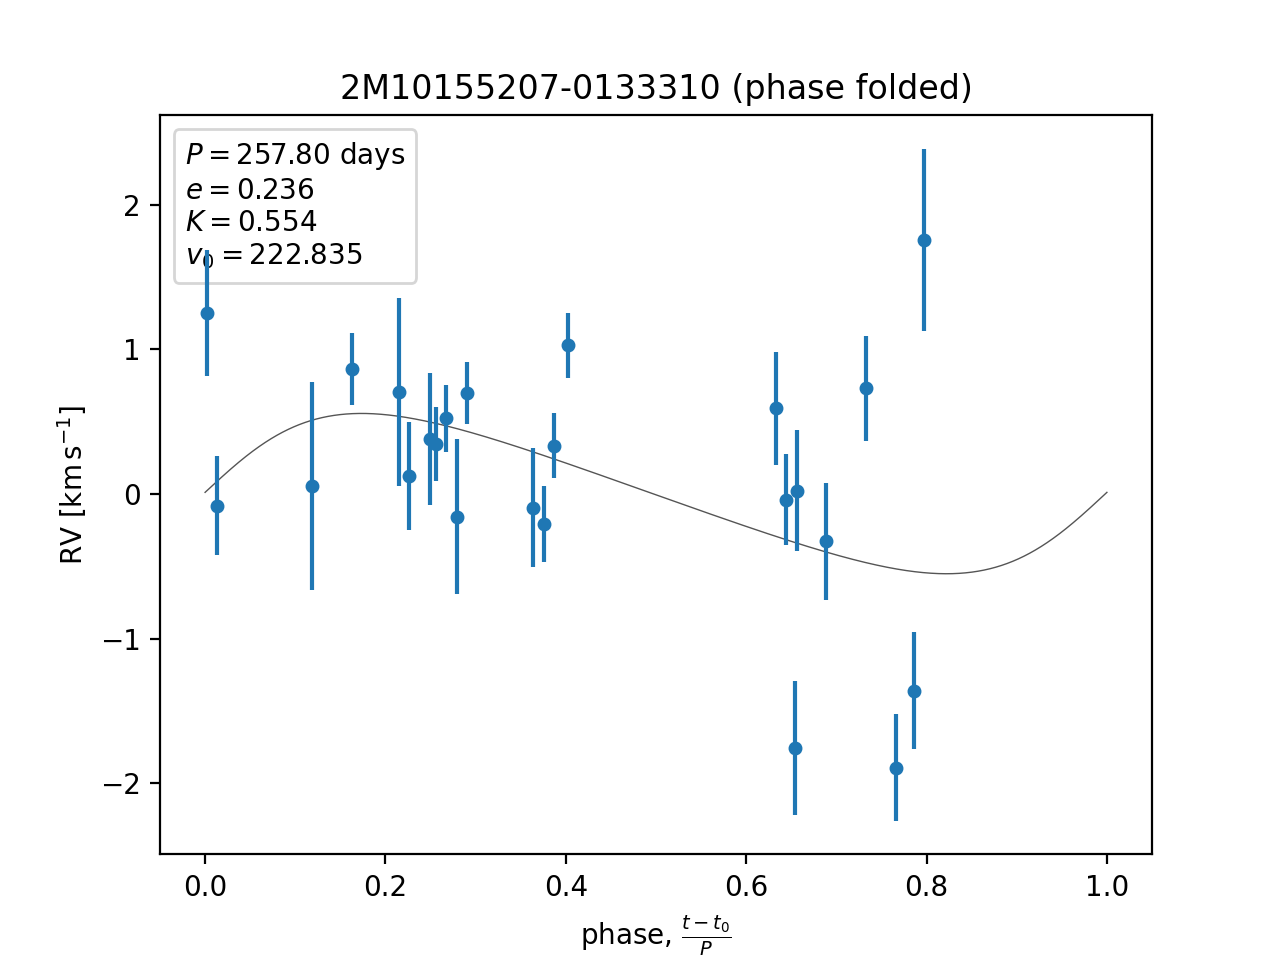 2M10155207-0133310 (phase folded)
P = 257.80 days
e = 0.236
K = 0.554
v₀ = 222.835
RV [km s⁻¹]
2
1
0
−1
−2
0.0 0.2 0.4 0.6 0.8 1.0
phase, (t − t₀)/P